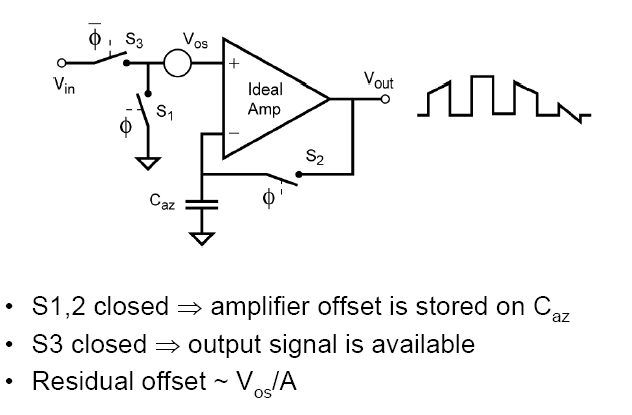 ϕ̅ S3 Vos
Vin
+
Ideal
Amp
−
Vout
ϕ S1
S2
ϕ'
Caz
• S1,2 closed ⇒ amplifier offset is stored on Caz
• S3 closed ⇒ output signal is available
• Residual offset ~ Vos/A